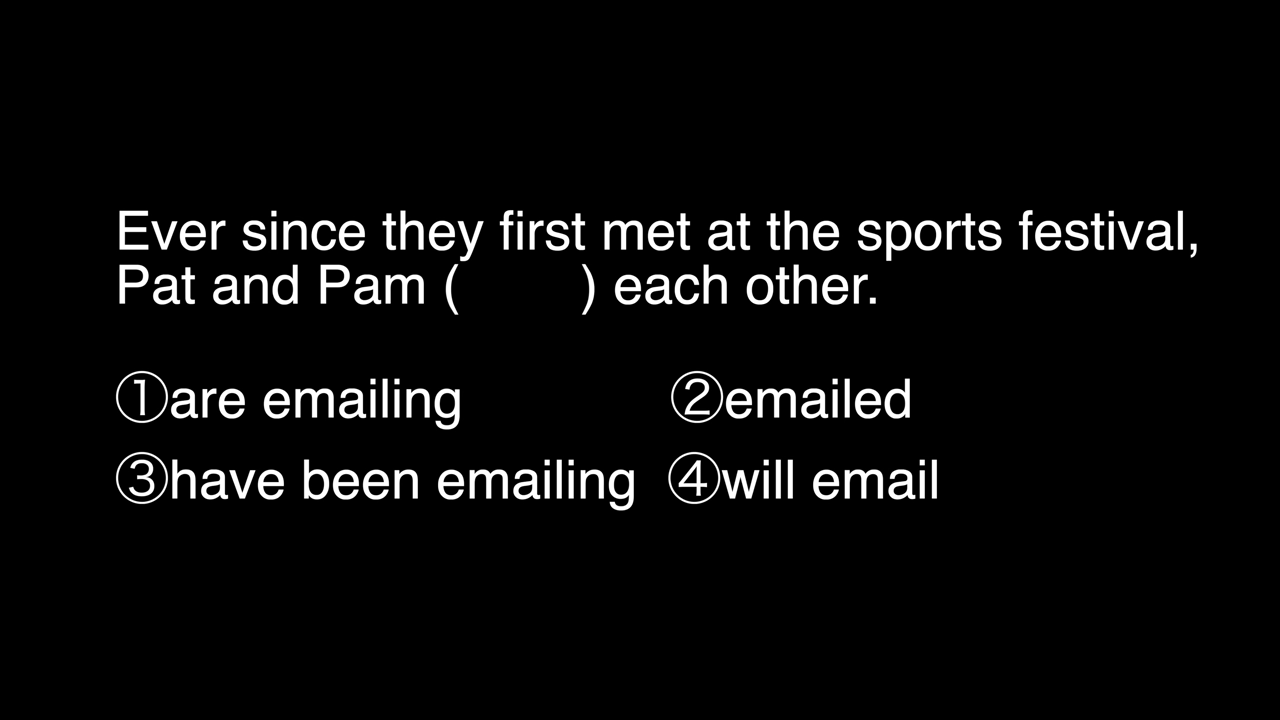 Ever since they first met at the sports festival,
Pat and Pam (       ) each other.
①are emailing ②emailed
③have been emailing ④will email